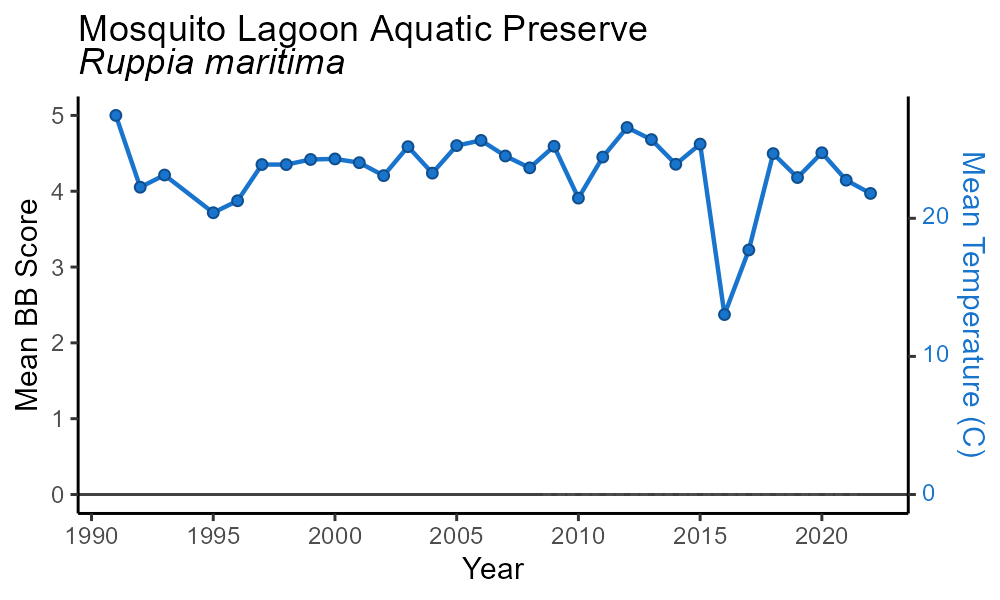 Mosquito Lagoon Aquatic Preserve
Ruppia maritima
5
4
3
2
1
0
Mean BB Score
20
10
0
Mean Temperature (C)
1990 1995 2000 2005 2010 2015 2020
Year